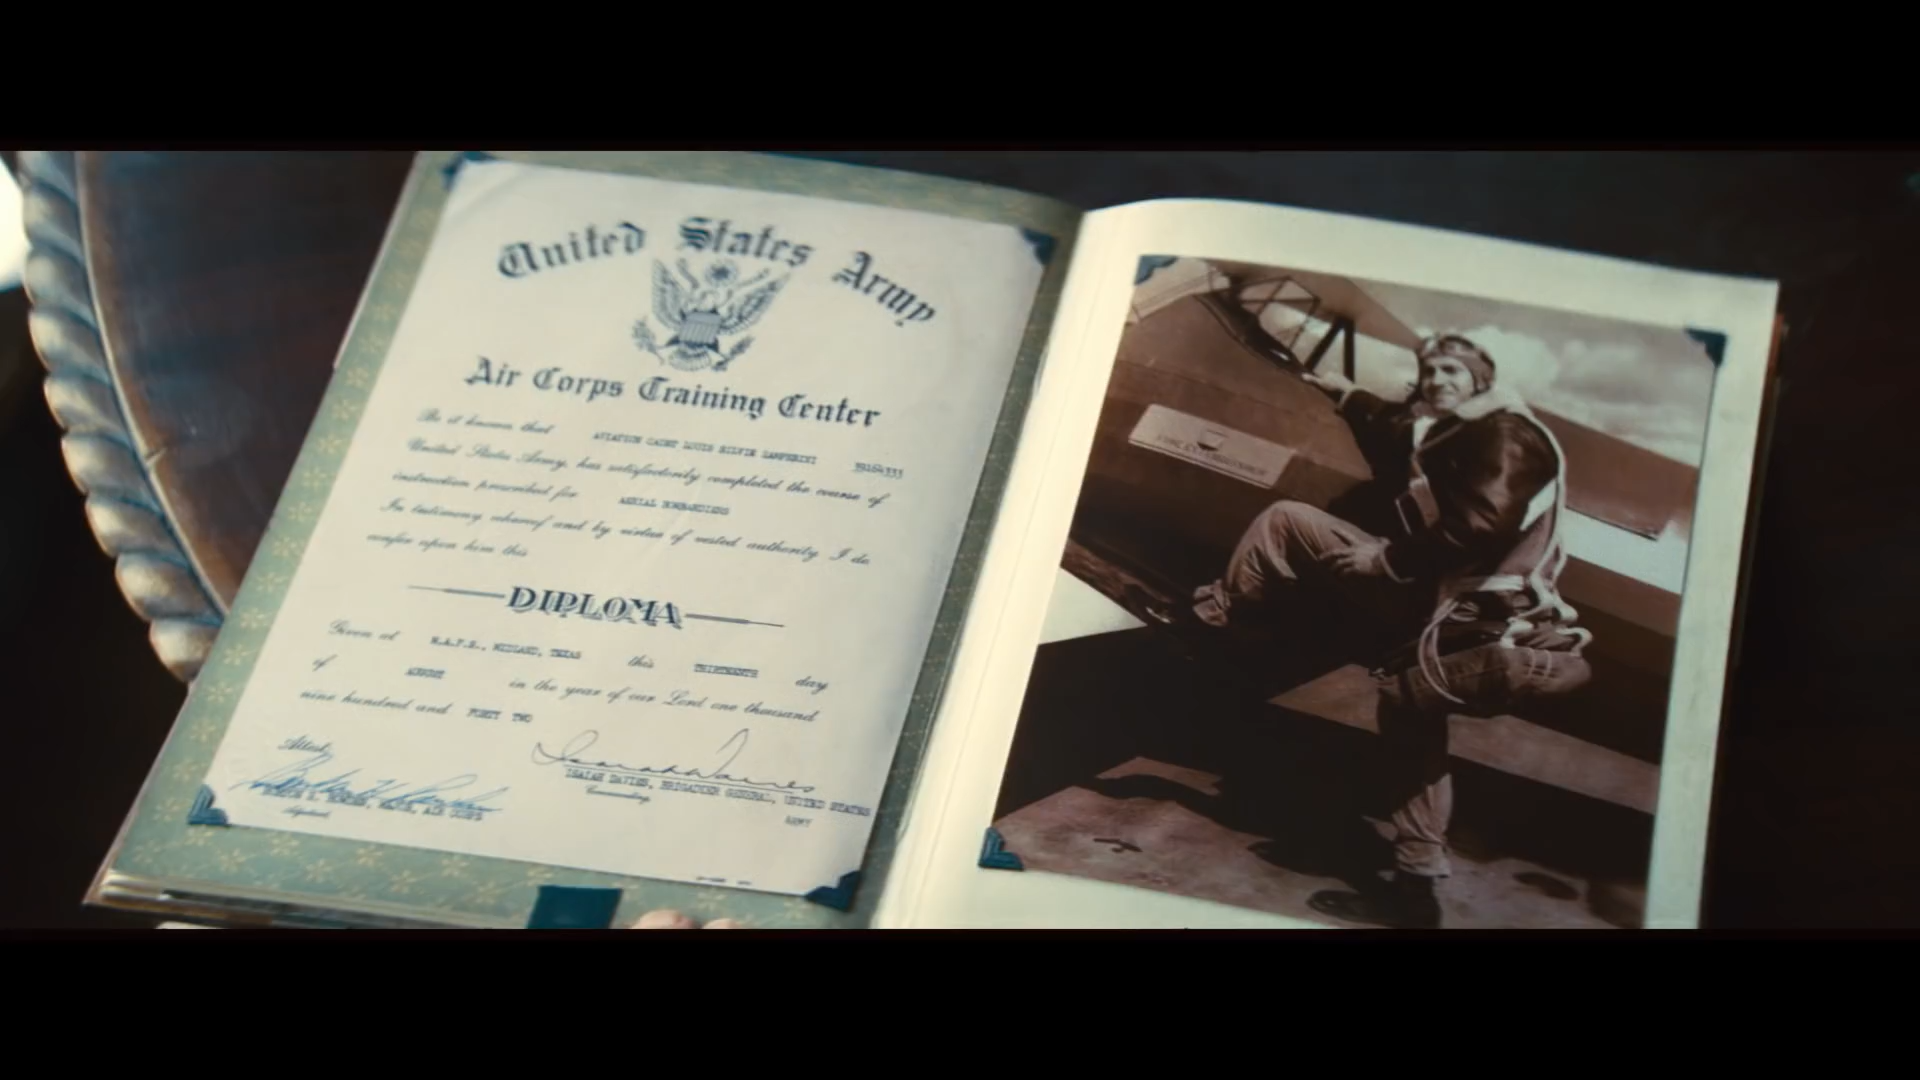 United States Army
Air Corps Training Center
Be it known that AVIATION CADET LOUIS SILVIE ZAMPERINI
United States Army, has satisfactorily completed the course of
instruction prescribed for AERIAL BOMBARDIERS
In testimony whereof and by virtue of vested authority I do
confer upon him this
DIPLOMA
Given at M.A.F.S., MIDLAND, TEXAS this THIRTEENTH day
of AUGUST in the year of our Lord one thousand
nine hundred and FORTY TWO
Attest:
ISAIAH DAVIES, BRIGADIER GENERAL, UNITED STATES
ARMY
Commanding.
MAJOR, AIR CORPS
Adjutant.